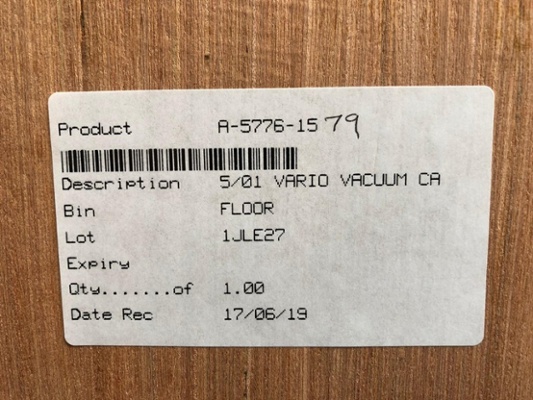 Product A-5776-15 79
Description 5/01 VARIO VACUUM CA
Bin FLOOR
Lot 1JLE27
Expiry
Qty.......of 1.00
Date Rec 17/06/19